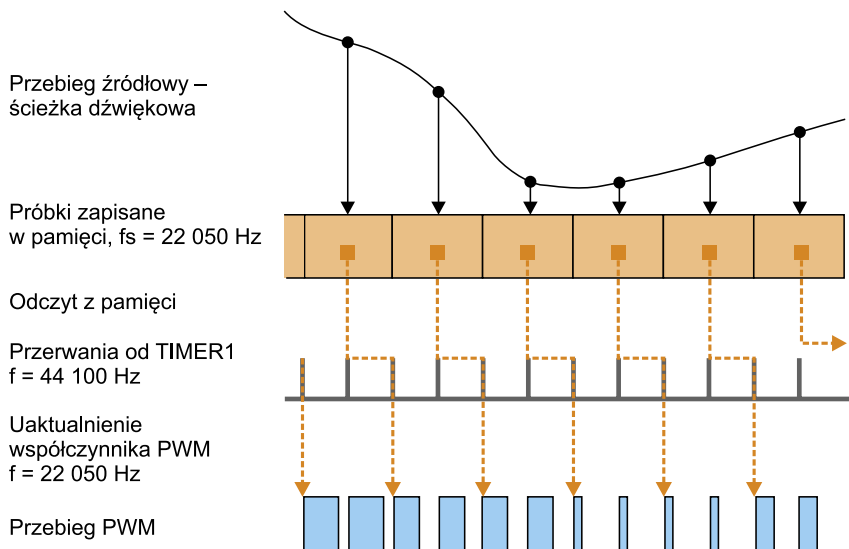 Przebieg źródłowy –
ścieżka dźwiękowa
Próbki zapisane
w pamięci, fs = 22 050 Hz
Odczyt z pamięci
Przerwania od TIMER1
f = 44 100 Hz
Uaktualnienie
współczynnika PWM
f = 22 050 Hz
Przebieg PWM